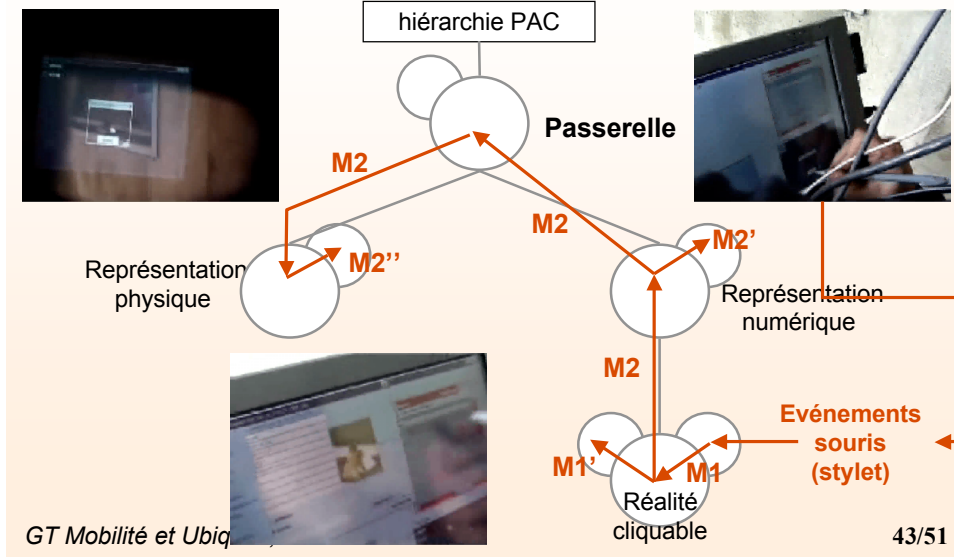 hiérarchie PAC
Passerelle
M2
M2
M2'
M2''
Représentation
physique
Représentation
numérique
M2
Evénements
souris
(stylet)
M1'
M1
Réalité
cliquable
GT Mobilité et
43/51